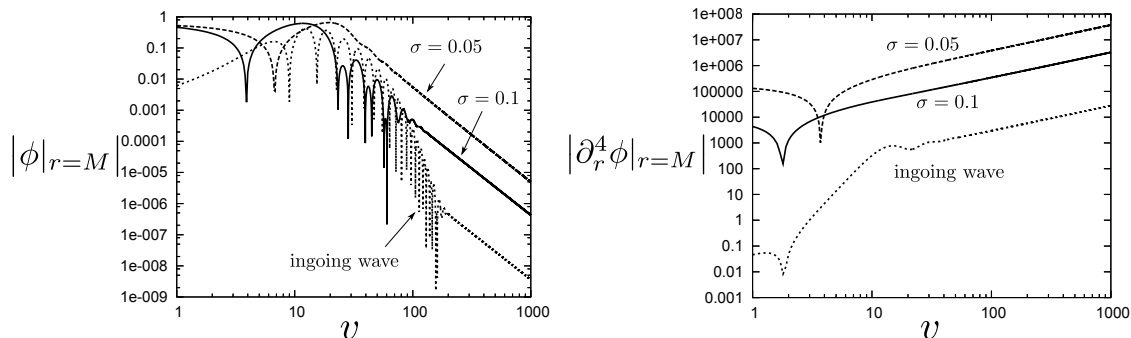 1
0.1
0.01
0.001
0.0001
1e-005
1e-006
1e-007
1e-008
1e-009
|ϕ|_{r=M}|
σ = 0.05
σ = 0.1
ingoing wave
1 10 100 1000
v
1e+008
1e+007
1e+006
100000
10000
1000
100
10
1
0.1
0.01
0.001
|∂_r^4 ϕ|_{r=M}|
σ = 0.05
σ = 0.1
ingoing wave
1 10 100 1000
v